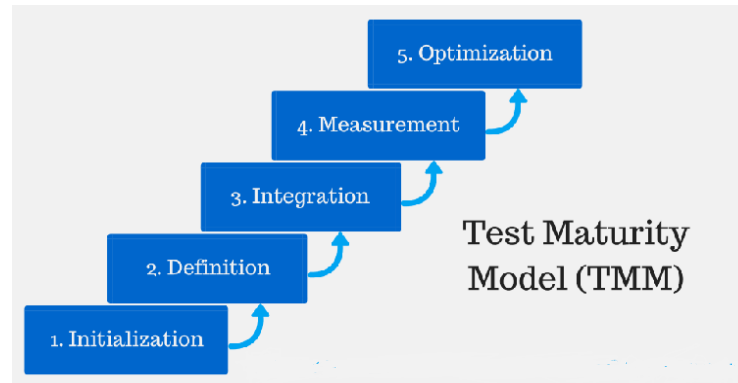 5. Optimization
4. Measurement
3. Integration
Test Maturity
Model (TMM)
2. Definition
1. Initialization